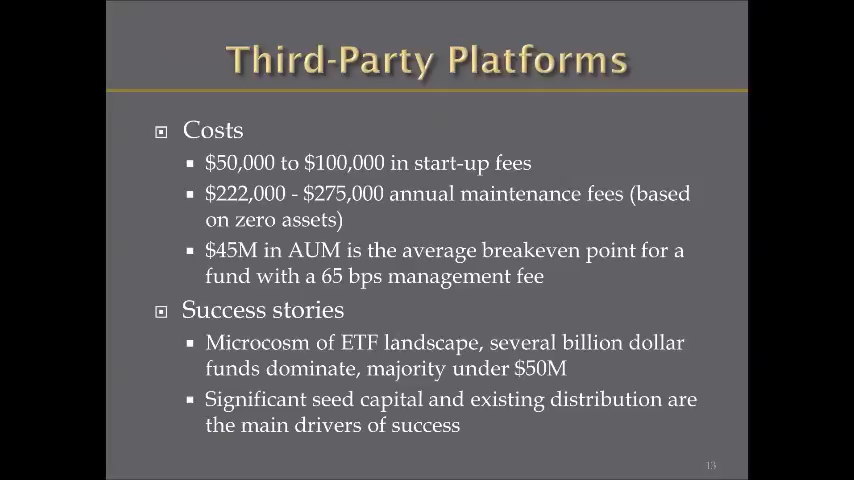 Third-Party Platforms
Costs
$50,000 to $100,000 in start-up fees
$222,000 - $275,000 annual maintenance fees (based
on zero assets)
$45M in AUM is the average breakeven point for a
fund with a 65 bps management fee
Success stories
Microcosm of ETF landscape, several billion dollar
funds dominate, majority under $50M
Significant seed capital and existing distribution are
the main drivers of success
13